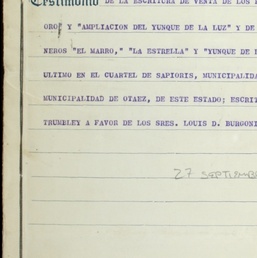 Testimonio DE LA ESCRITURA DE VENTA DE LOS
ORO" Y "AMPLIACION DEL YUNQUE DE LA LUZ" Y DE
NEROS "EL MARRO," "LA ESTRELLA" Y "YUNQUE DE
ULTIMO EN EL CUARTEL DE SAPIORIS, MUNICIPALIDA
MUNICIPALIDAD DE OTAEZ, DE ESTE ESTADO; ESCRIT
TRUMBLEY A FAVOR DE LOS SRES. LOUIS D. BURGONI
27 SEPTIEMB